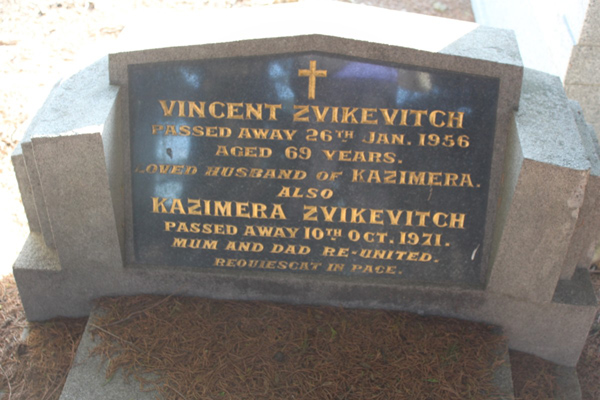 VINCENT ZVIKEVITCH
PASSED AWAY 26TH JAN. 1956
AGED 69 YEARS.
LOVED HUSBAND OF KAZIMERA.
ALSO
KAZIMERA ZVIKEVITCH
PASSED AWAY 10TH OCT. 1971.
MUM AND DAD RE-UNITED.
REQUIESCAT IN PACE.